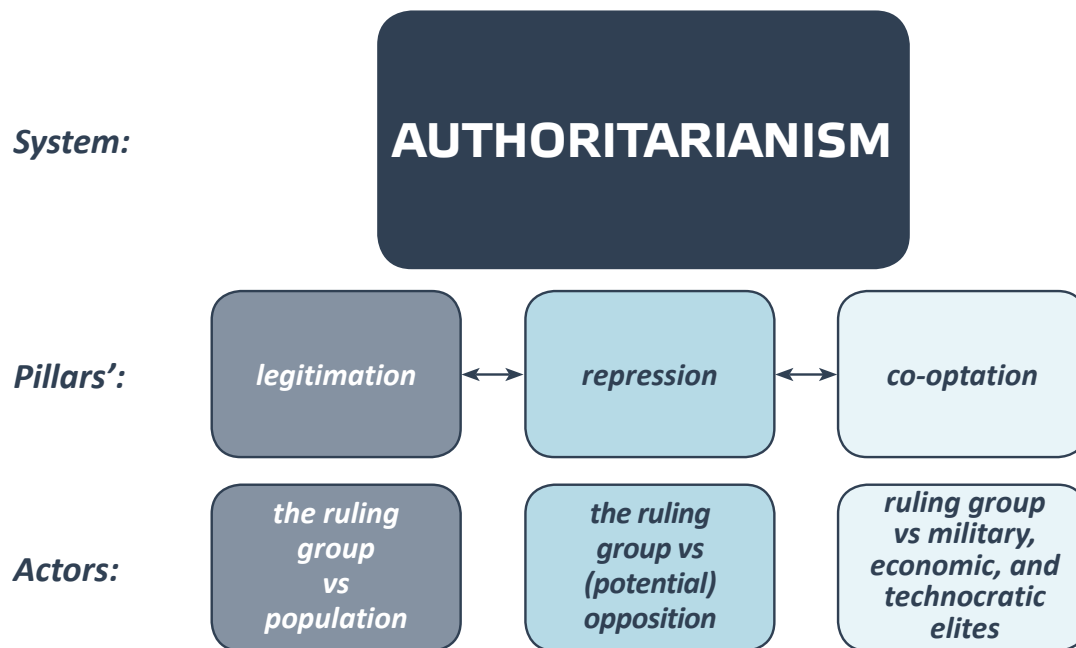 System:
AUTHORITARIANISM
Pillars’:
legitimation
repression
co-optation
Actors:
the ruling
group
vs
population
the ruling
group vs
(potential)
opposition
ruling group
vs military,
economic, and
technocratic
elites